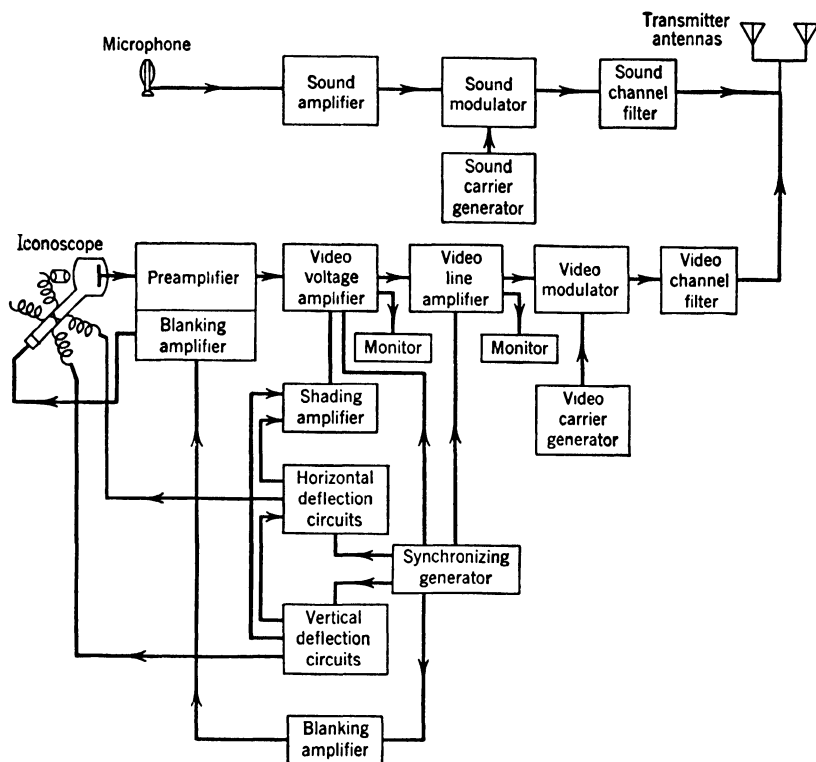 Transmitter
antennas
Microphone
Sound
amplifier
Sound
modulator
Sound
channel
filter
Sound
carrier
generator
Iconoscope
Preamplifier
Blanking
amplifier
Video
voltage
amplifier
Video
line
amplifier
Video
modulator
Video
channel
filter
Monitor
Monitor
Shading
amplifier
Video
carrier
generator
Horizontal
deflection
circuits
Synchronizing
generator
Vertical
deflection
circuits
Blanking
amplifier